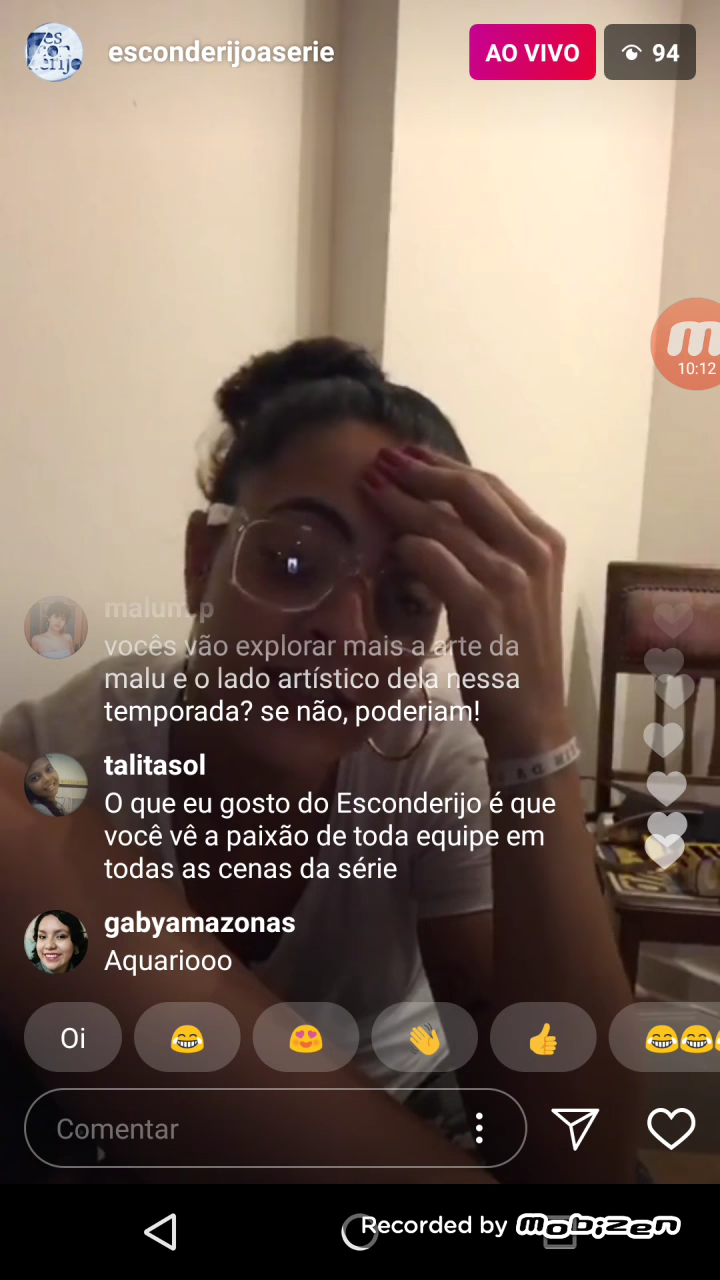 esconderijoaserie
AO VIVO
94
10:12
malum.p
vocês vão explorar mais a arte da
malu e o lado artístico dela nessa
temporada? se não, poderiam!
talitasol
O que eu gosto do Esconderijo é que
você vê a paixão de toda equipe em
todas as cenas da série
gabyamazonas
Aquariooo
Oi
Comentar
Recorded by mobizen